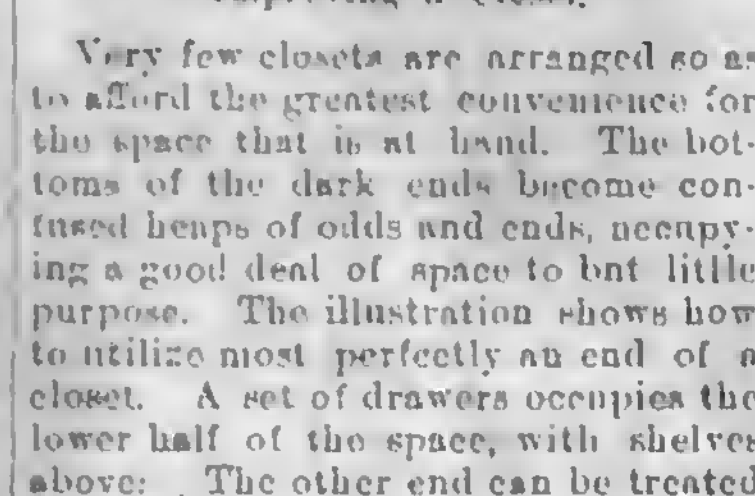 Very few closets are arranged so as
to afford the greatest convenience for
the space that is at hand. The bot-
toms of the dark ends become con-
fused heaps of odds and ends, occupy-
ing a good deal of space to but little
purpose. The illustration shows how
to utilize most perfectly an end of a
closet. A set of drawers occupies the
lower half of the space, with shelves
above: The other end can be treated